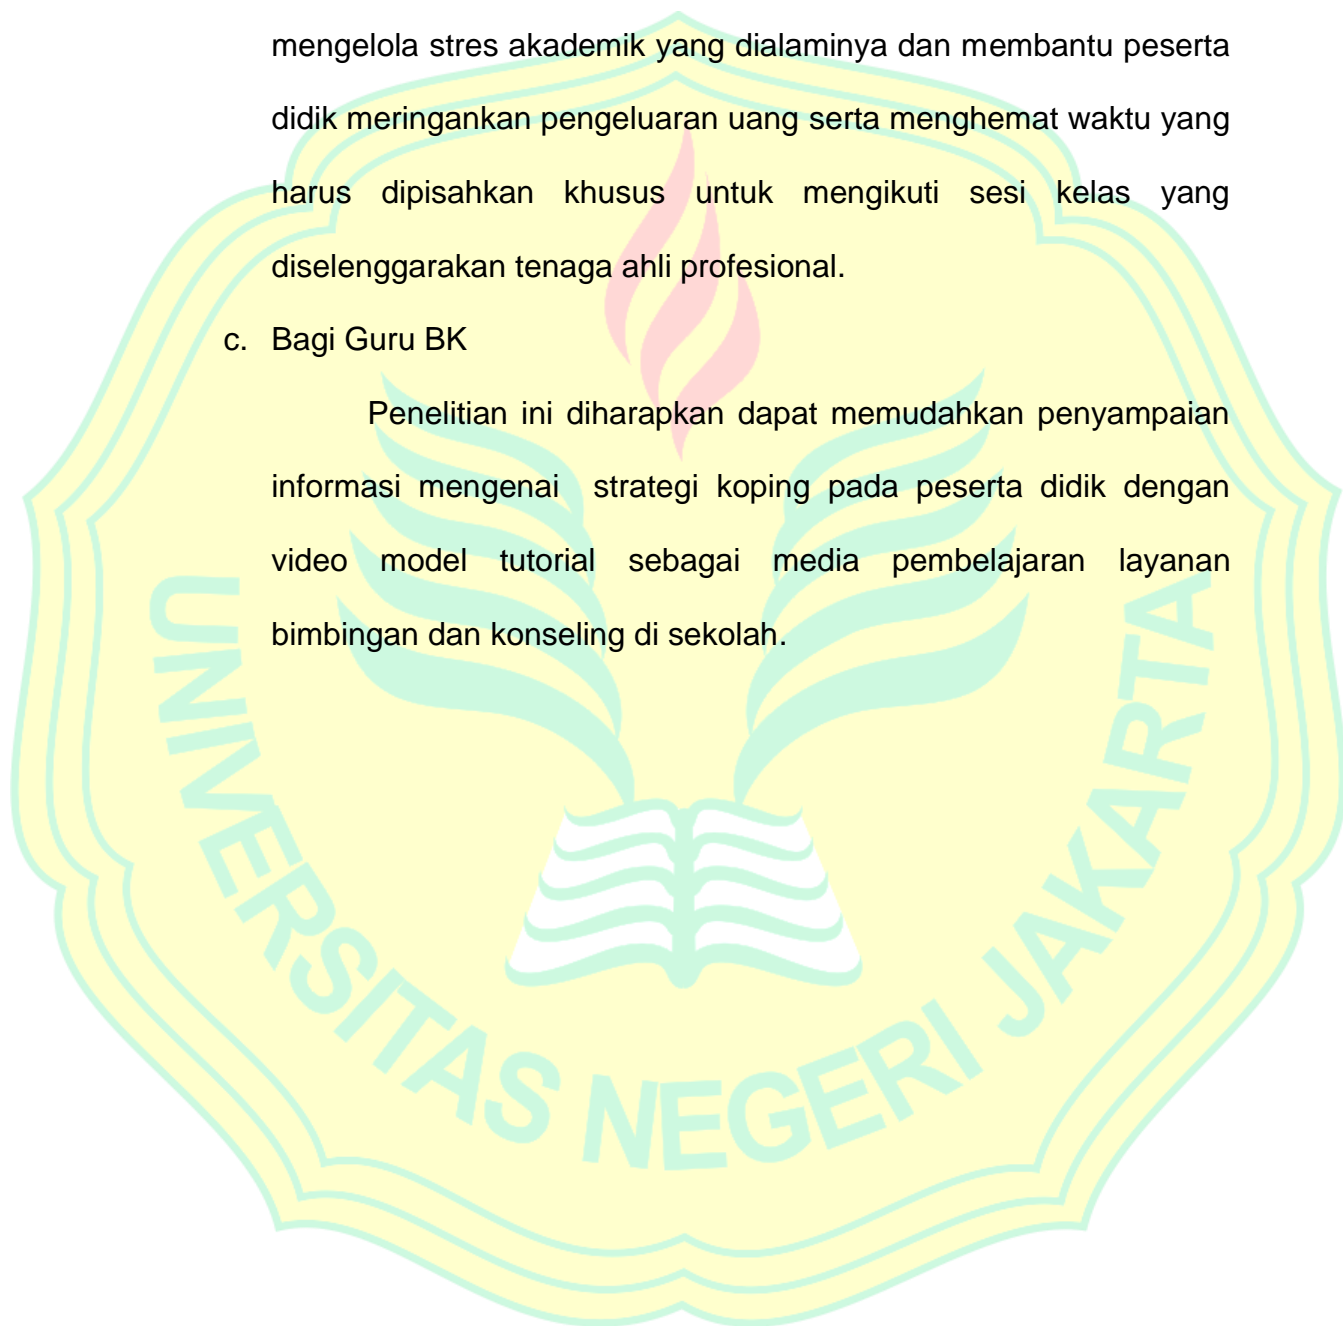 mengelola stres akademik yang dialaminya dan membantu peserta
didik meringankan pengeluaran uang serta menghemat waktu yang
harus dipisahkan khusus untuk mengikuti sesi kelas yang
diselenggarakan tenaga ahli profesional.
c. Bagi Guru BK
Penelitian ini diharapkan dapat memudahkan penyampaian
informasi mengenai strategi koping pada peserta didik dengan
video model tutorial sebagai media pembelajaran layanan
bimbingan dan konseling di sekolah.
UNIVERSITAS NEGERI JAKARTA